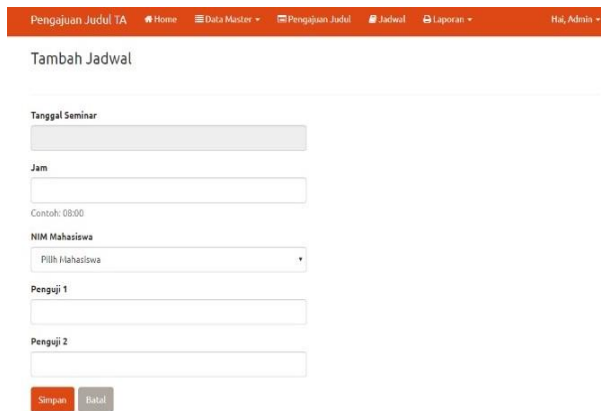 Pengajuan Judul TA Home Data Master Pengajuan Judul Jadwal Laporan Hai, Admin
Tambah Jadwal
Tanggal Seminar
Jam
Contoh: 08:00
NIM Mahasiswa
Pilih Mahasiswa
Penguji 1
Penguji 2
Simpan Batal